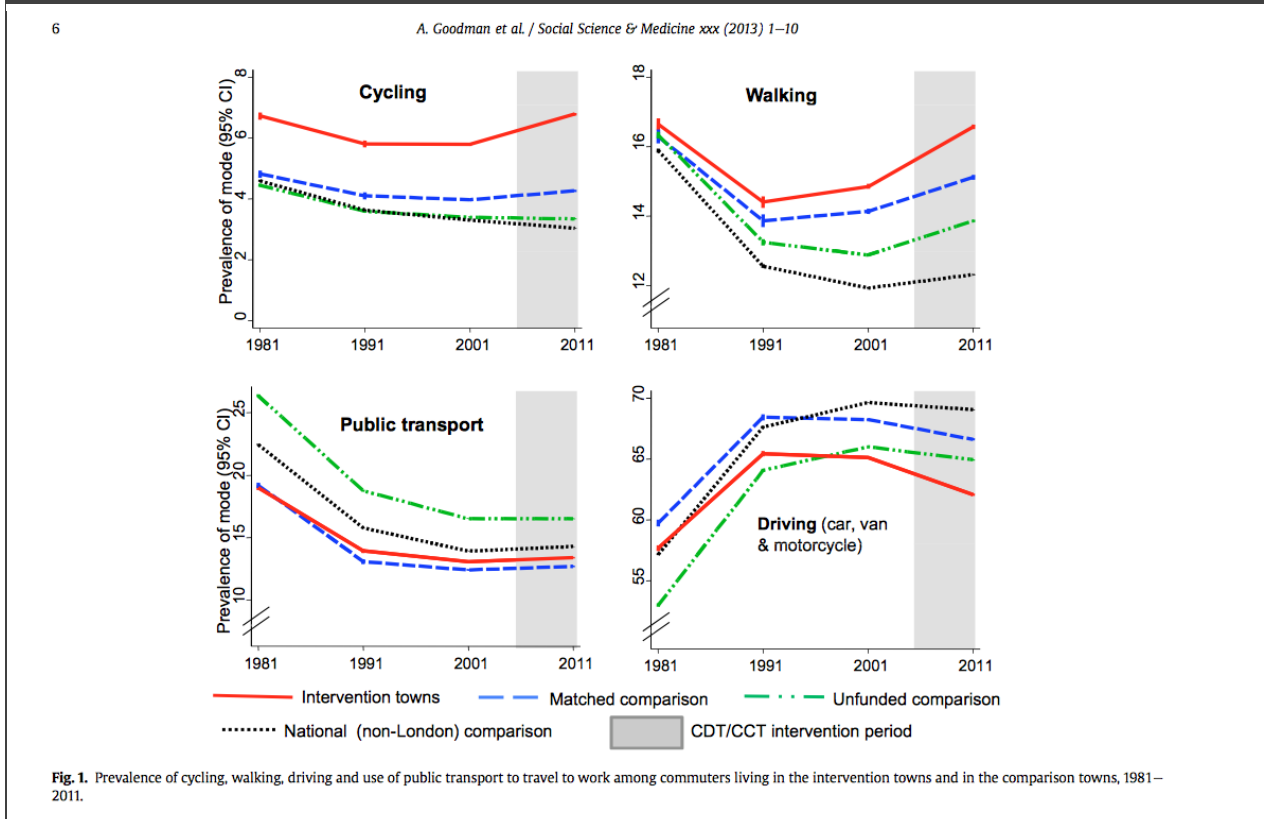 6
A. Goodman et al. / Social Science & Medicine xxx (2013) 1–10
Cycling
Prevalence of mode (95% CI)
8
6
4
2
0
1981 1991 2001 2011
Walking
18
16
14
12
1981 1991 2001 2011
Public transport
Prevalence of mode (95% CI)
25
20
15
10
1981 1991 2001 2011
70
65
60
55
Driving (car, van
& motorcycle)
1981 1991 2001 2011
Intervention towns Matched comparison Unfunded comparison
National (non-London) comparison CDT/CCT intervention period
Fig. 1. Prevalence of cycling, walking, driving and use of public transport to travel to work among commuters living in the intervention towns and in the comparison towns, 1981–
2011.